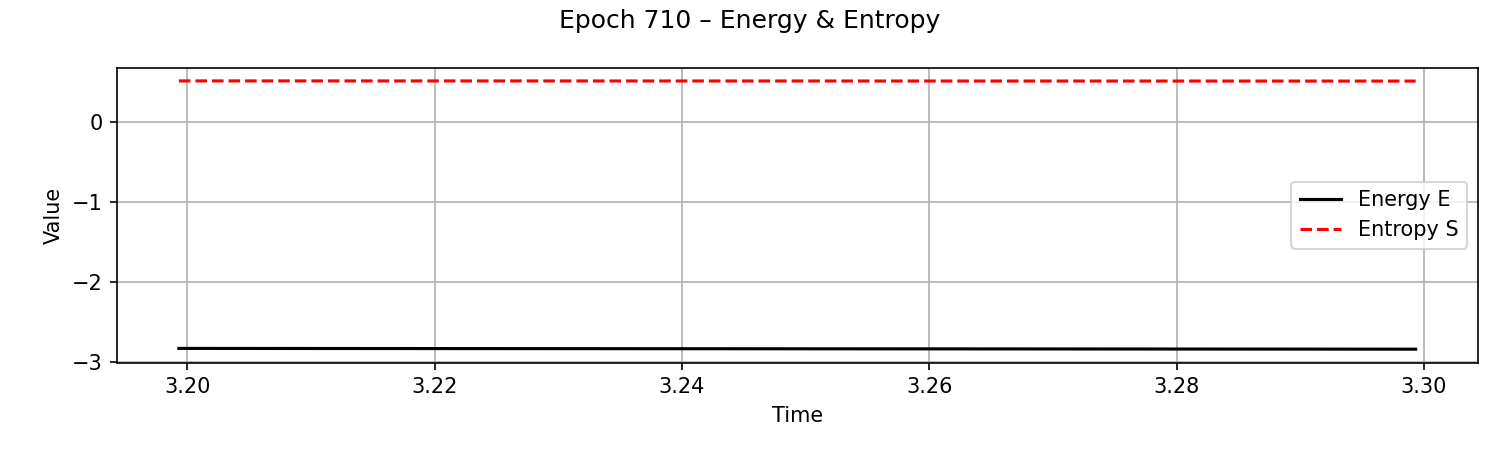 Epoch 710 – Energy & Entropy
Value
0
−1
−2
−3
Energy E
Entropy S
3.20 3.22 3.24 3.26 3.28 3.30
Time